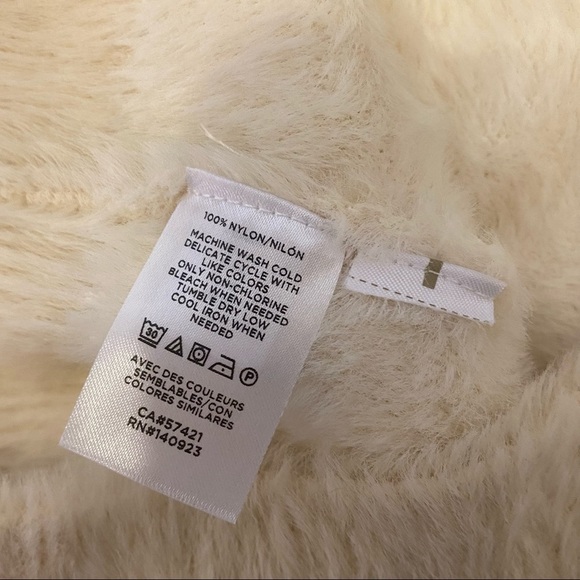 100% NYLON/NILÓN
MACHINE WASH COLD
DELICATE CYCLE WITH
LIKE COLORS
ONLY NON-CHLORINE
BLEACH WHEN NEEDED
TUMBLE DRY LOW
COOL IRON WHEN
NEEDED
30 P
AVEC DES COULEURS
SEMBLABLES/CON
COLORES SIMILARES
CA#57421
RN#140923